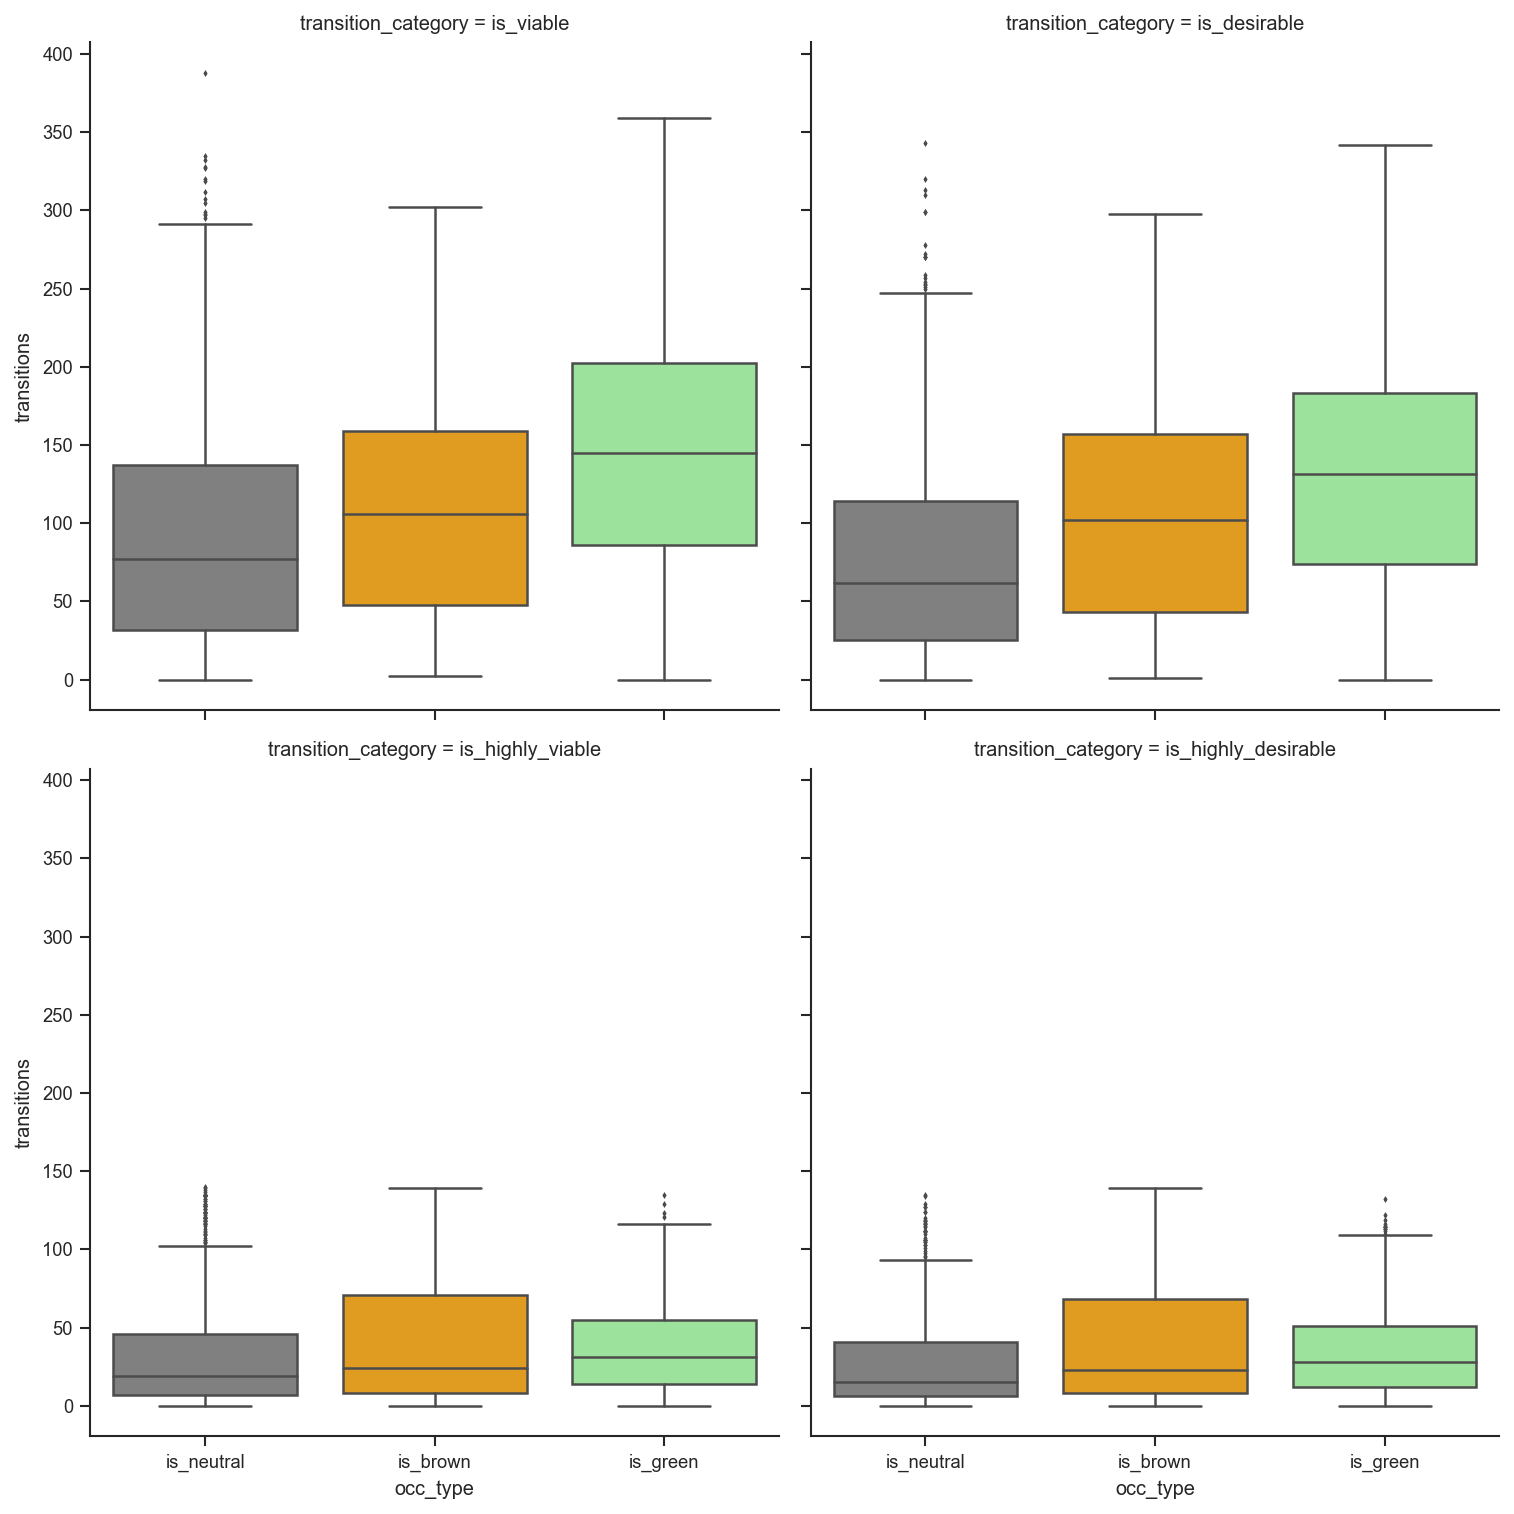 transition_category = is_viable
transition_category = is_desirable
400
350
300
250
200
150
100
50
0
transitions
transition_category = is_highly_viable
transition_category = is_highly_desirable
400
350
300
250
200
150
100
50
0
transitions
is_neutral is_brown is_green
occ_type
is_neutral is_brown is_green
occ_type